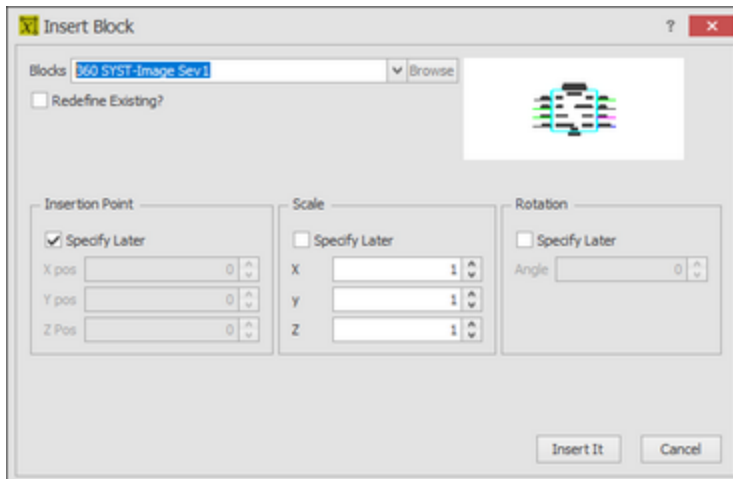 Insert Block
?
Blocks 360 SYST-Image Sev1 Browse
Redefine Existing?
Insertion Point
Specify Later
X pos 0
Y pos 0
Z Pos 0
Scale
Specify Later
X 1
y 1
Z 1
Rotation
Specify Later
Angle 0
Insert It Cancel